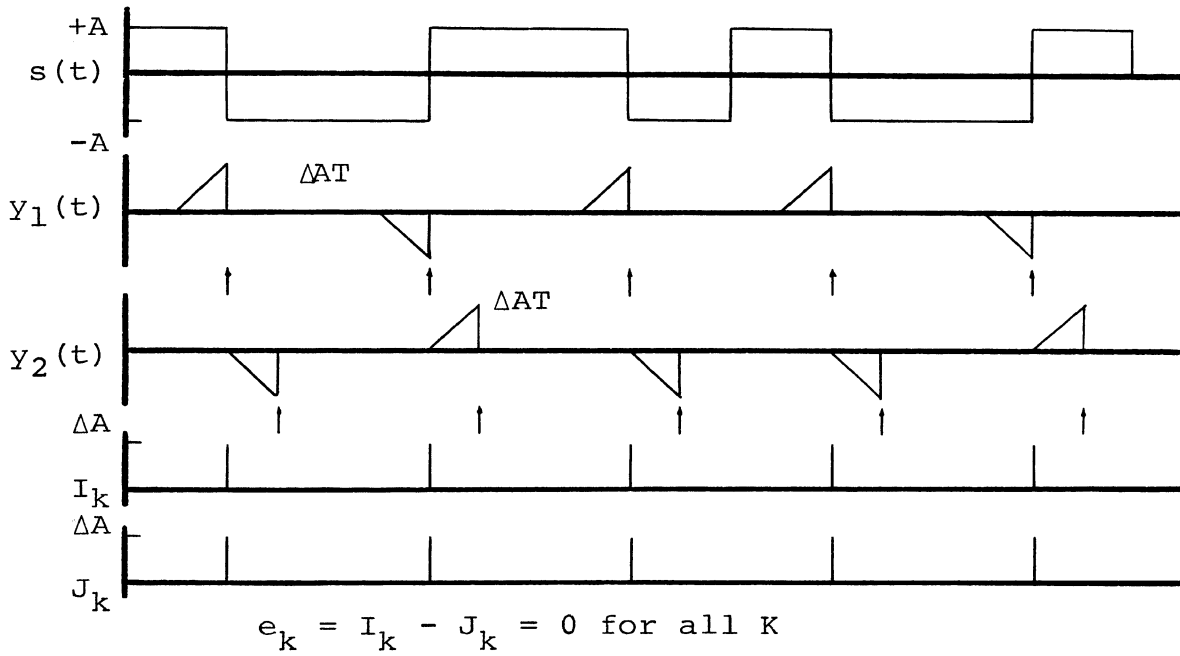 +A
s(t)
-A
ΔAT
y₁(t)
ΔAT
y₂(t)
ΔA
Iₖ
ΔA
Jₖ
eₖ = Iₖ - Jₖ = 0 for all K